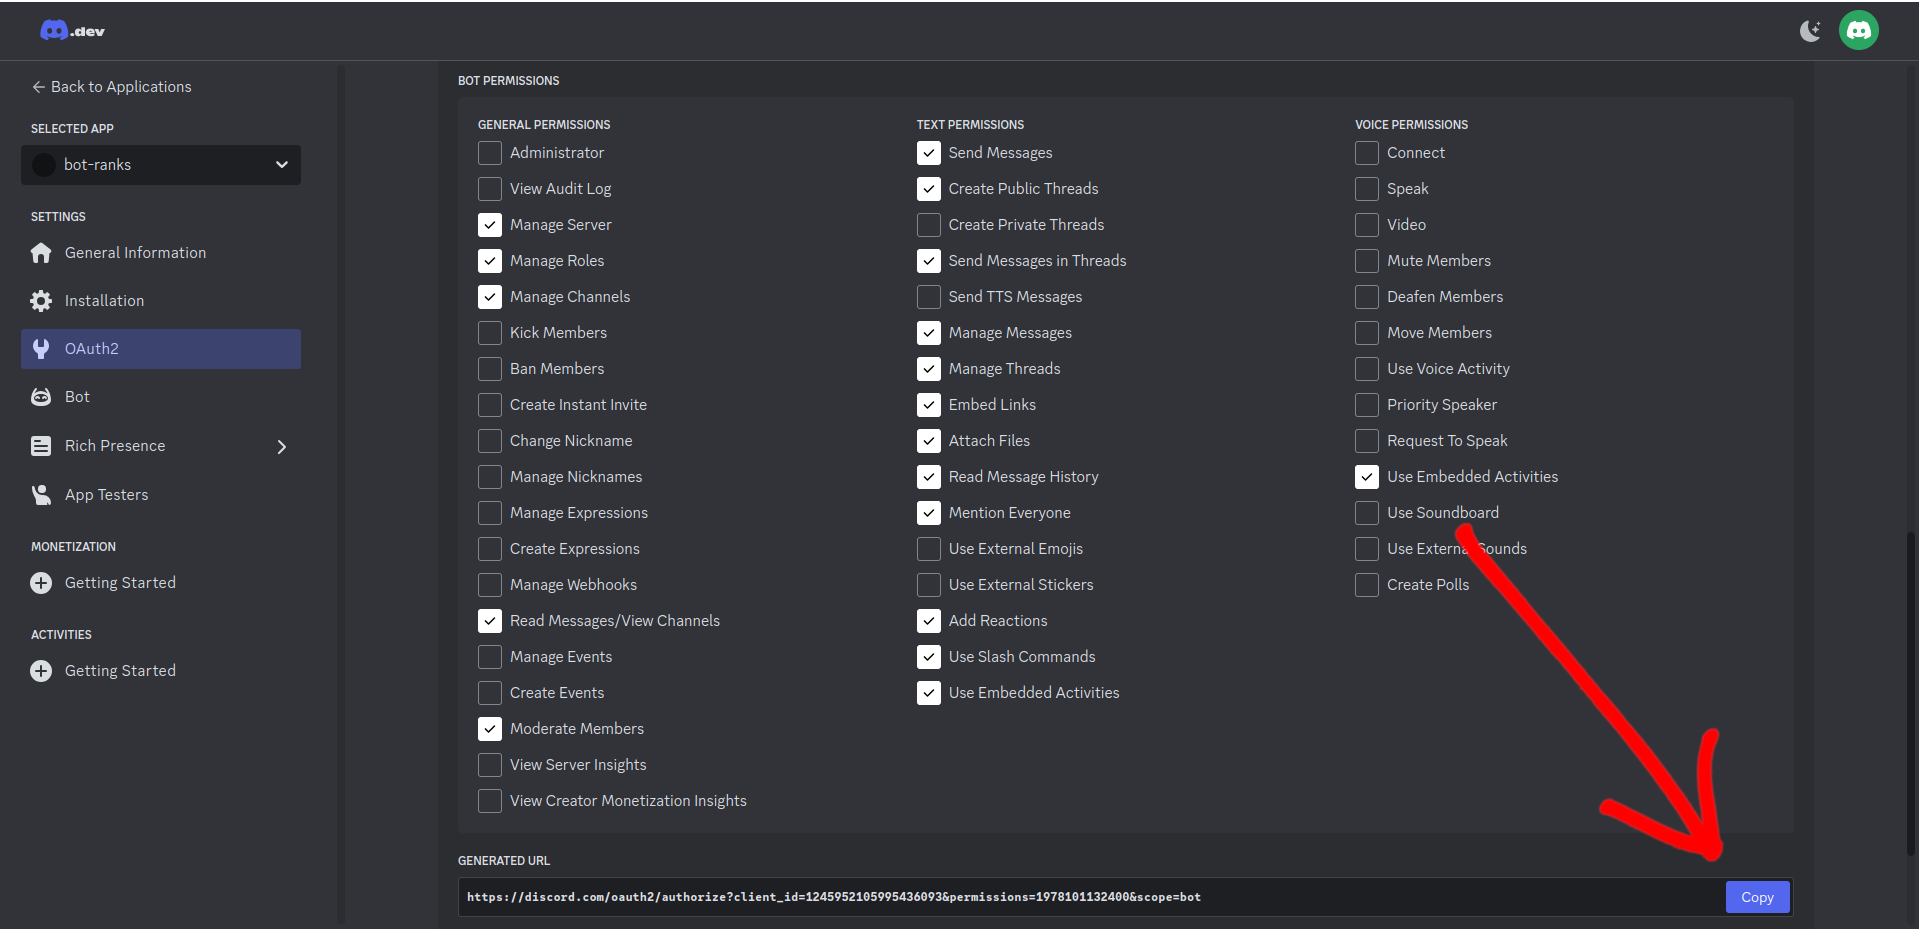 .dev
Back to Applications
SELECTED APP
bot-ranks
SETTINGS
General Information
Installation
OAuth2
Bot
Rich Presence
App Testers
MONETIZATION
Getting Started
ACTIVITIES
Getting Started
BOT PERMISSIONS
GENERAL PERMISSIONS
Administrator
View Audit Log
Manage Server
Manage Roles
Manage Channels
Kick Members
Ban Members
Create Instant Invite
Change Nickname
Manage Nicknames
Manage Expressions
Create Expressions
Manage Webhooks
Read Messages/View Channels
Manage Events
Create Events
Moderate Members
View Server Insights
View Creator Monetization Insights
TEXT PERMISSIONS
Send Messages
Create Public Threads
Create Private Threads
Send Messages in Threads
Send TTS Messages
Manage Messages
Manage Threads
Embed Links
Attach Files
Read Message History
Mention Everyone
Use External Emojis
Use External Stickers
Add Reactions
Use Slash Commands
Use Embedded Activities
VOICE PERMISSIONS
Connect
Speak
Video
Mute Members
Deafen Members
Move Members
Use Voice Activity
Priority Speaker
Request To Speak
Use Embedded Activities
Use Soundboard
Use External Sounds
Create Polls
GENERATED URL
https://discord.com/oauth2/authorize?client_id=1245952105995436093&permissions=1978101132400&scope=bot
Copy